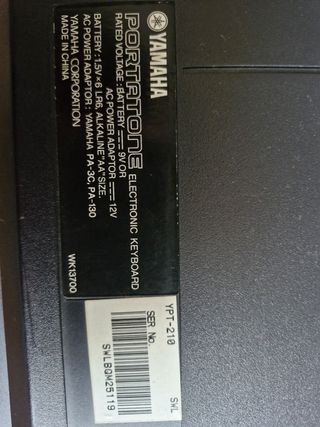 YAMAHA
PORTATONE ELECTRONIC KEYBOARD
RATED VOLTAGE : BATTERY ⎓ 9V OR
AC POWER ADAPTOR ⎓ 12V
BATTERY : 1.5V×6 LR6, ALKALINE "AA" SIZE.
AC POWER ADAPTOR : YAMAHA PA-3C, PA-130
YAMAHA CORPORATION
MADE IN CHINA
WK13700
YPT-210 SWL
SER No.
SWLBQM25119